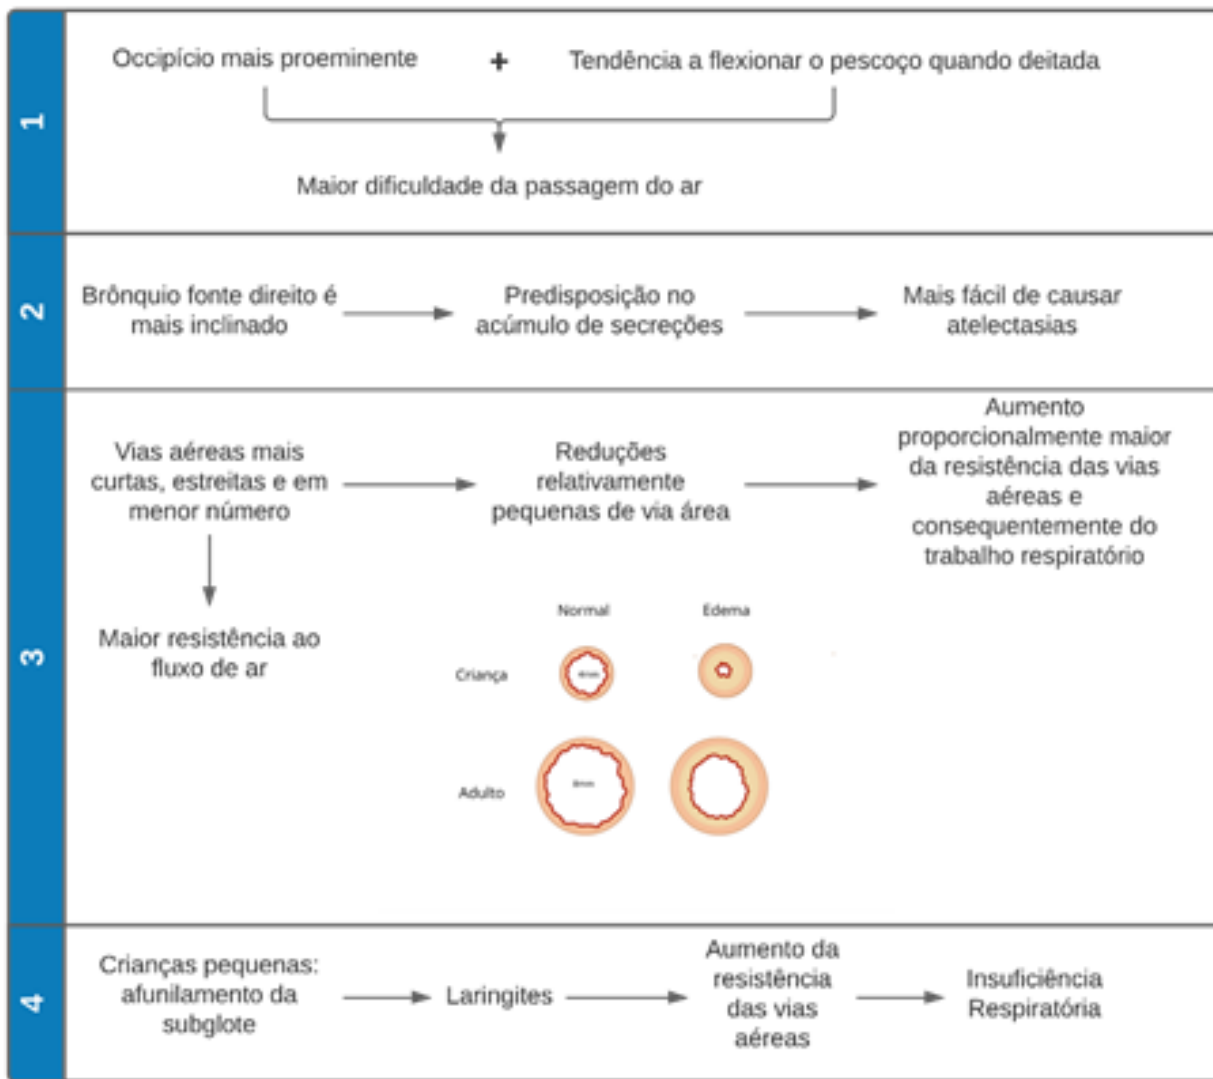 1
Occipício mais proeminente + Tendência a flexionar o pescoço quando deitada
Maior dificuldade da passagem do ar
2
Brônquio fonte direito é
mais inclinado
Predisposição no
acúmulo de secreções
Mais fácil de causar
atelectasias
3
Vias aéreas mais
curtas, estreitas e em
menor número
Reduções
relativamente
pequenas de via área
Aumento
proporcionalmente maior
da resistência das vias
aéreas e
consequentemente do
trabalho respiratório
Maior resistência ao
fluxo de ar
Normal
Edema
Criança
4mm
Adulto
8mm
4
Crianças pequenas:
afunilamento da
subglote
Laringites
Aumento da
resistência
das vias
aéreas
Insuficiência
Respiratória